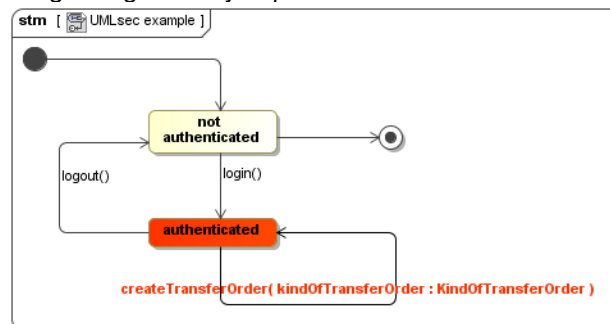 stm [ UMLsec example ]
not
authenticated
logout()
login()
authenticated
createTransferOrder( kindOfTransferOrder : KindOfTransferOrder )